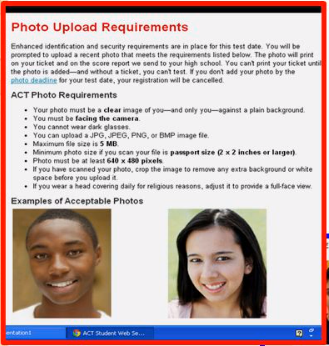 Photo Upload Requirements
Enhanced identification and security requirements are in place for this test date. You will be
prompted to upload a recent photo that meets the requirements listed below. The photo will print
on your ticket and on the score report we send to your high school. You can't print your ticket until
the photo is added—and without a ticket, you can't test. If you don't add your photo by the
photo deadline for your test date, your registration will be cancelled.
ACT Photo Requirements
• Your photo must be a clear image of you—and only you—against a plain background.
• You must be facing the camera.
• You cannot wear dark glasses.
• You can upload a JPG, JPEG, PNG, or BMP image file.
• Maximum file size is 5 MB.
• Minimum photo size if you scan your file is passport size (2 x 2 inches or larger).
• Photo must be at least 640 x 480 pixels.
• If you have scanned your photo, crop the image to remove any extra background or white
space before you upload it.
• If you wear a head covering daily for religious reasons, adjust it to provide a full-face view.
Examples of Acceptable Photos
entation1
ACT Student Web Se...